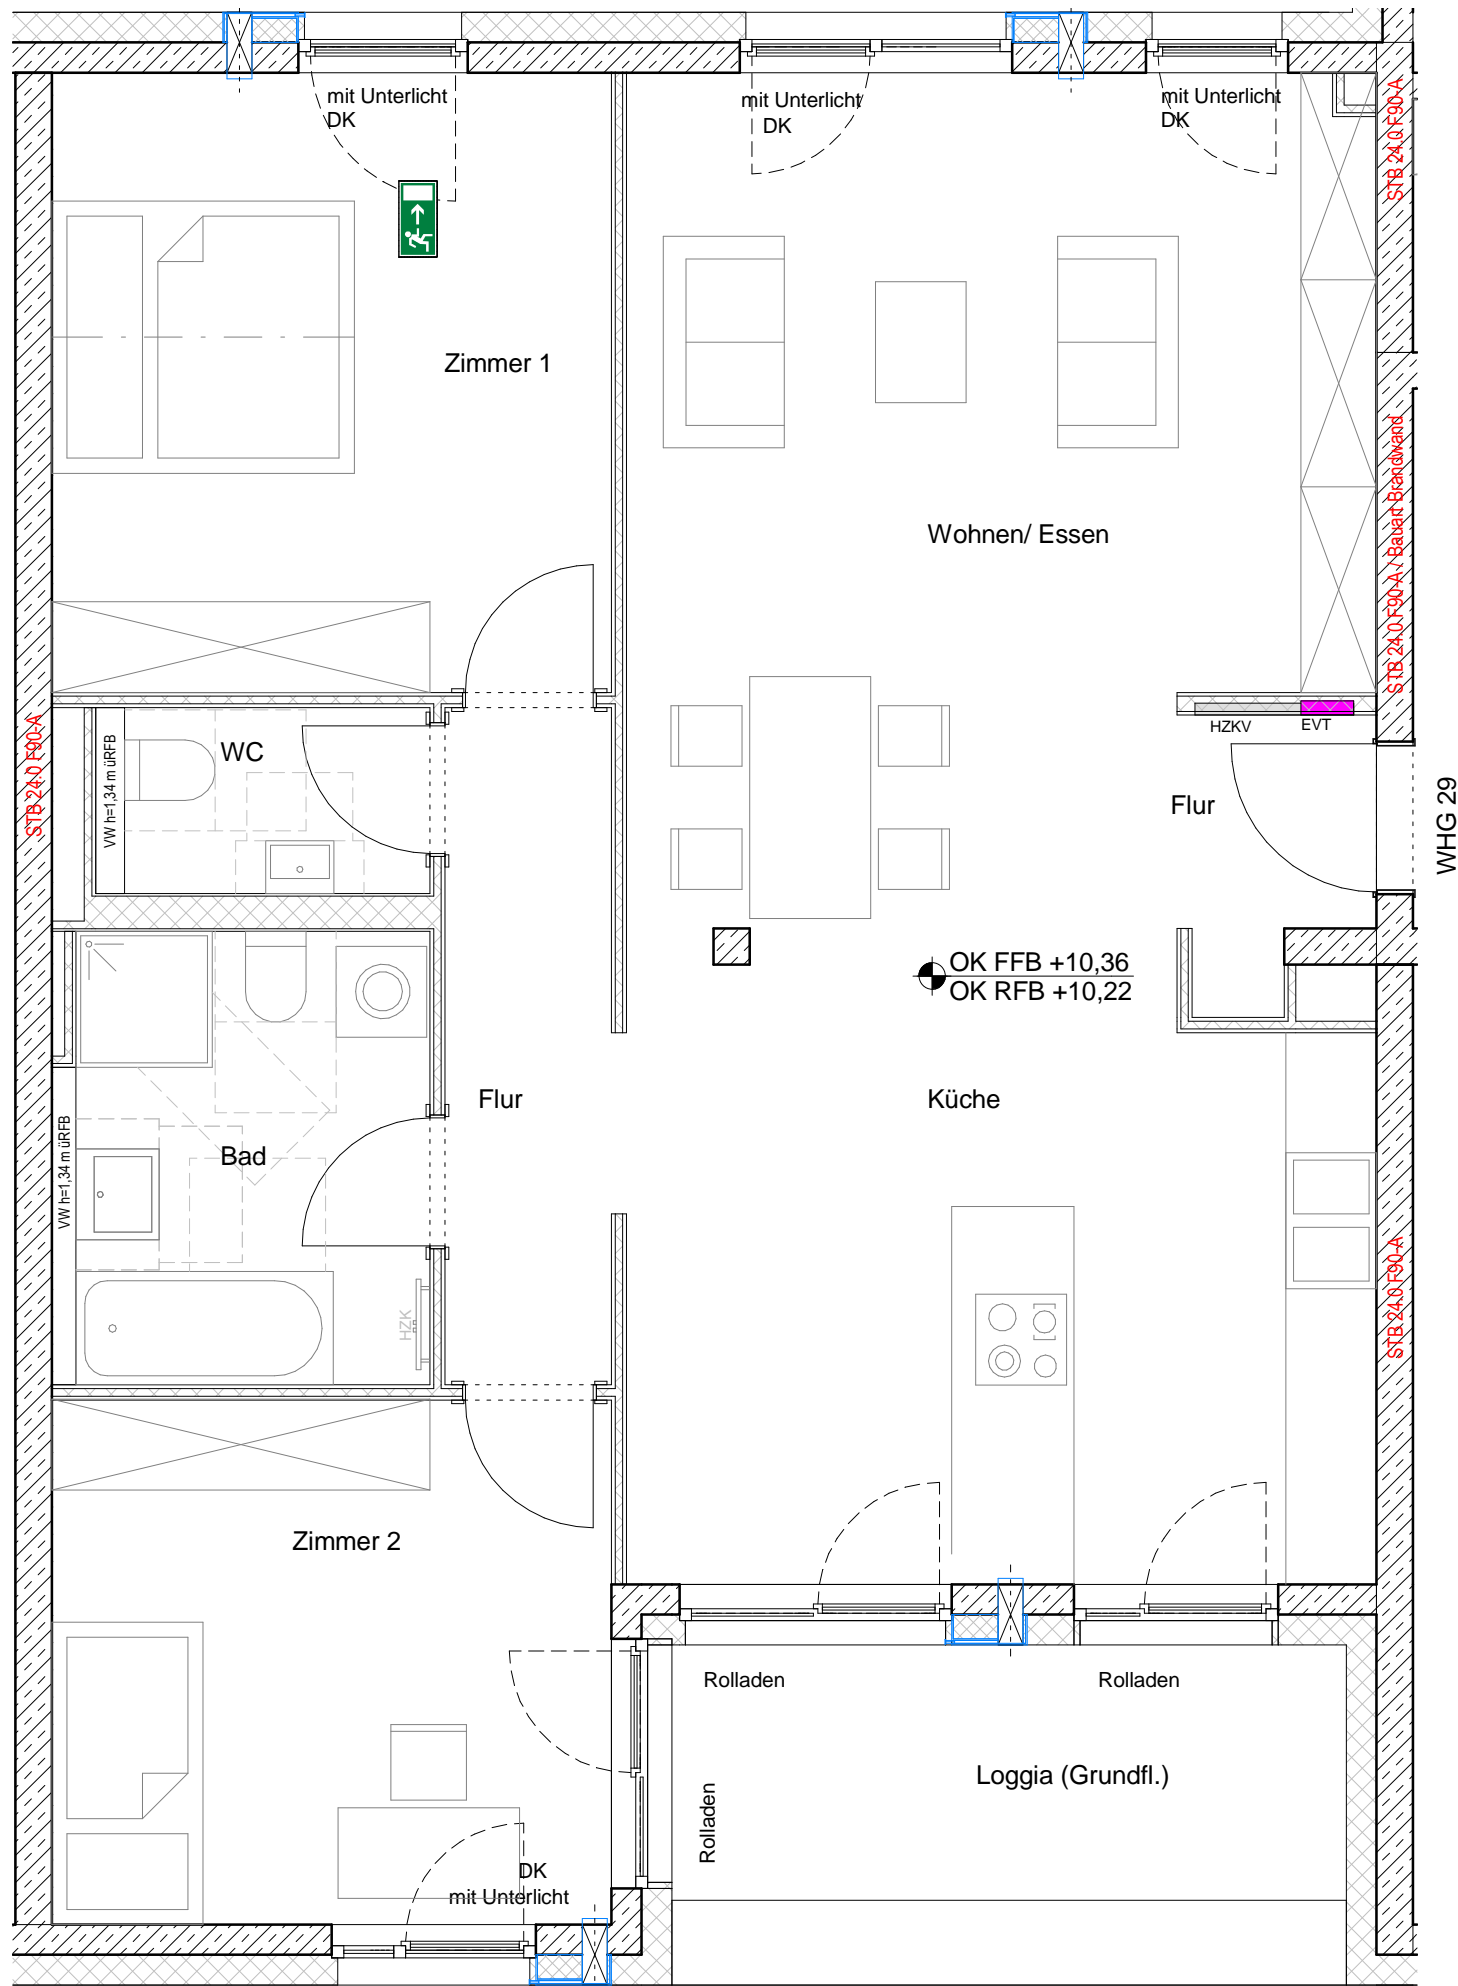 mit Unterlicht
DK
mit Unterlicht
DK
mit Unterlicht
DK
STB 24.0 F90-A
Zimmer 1
Wohnen/ Essen
STB 24.0 F90-A / Bauart Brandwand
HZKV
EVT
STB 24.0 F90-A
VW h=1,34 m üRFB
WC
Flur
WHG 29
OK FFB +10,36
OK RFB +10,22
Flur
Küche
VW h=1,34 m üRFB
Bad
HZK
STB 24.0 F90-A
Zimmer 2
Rolladen
Rolladen
Loggia (Grundfl.)
Rolladen
DK
mit Unterlicht